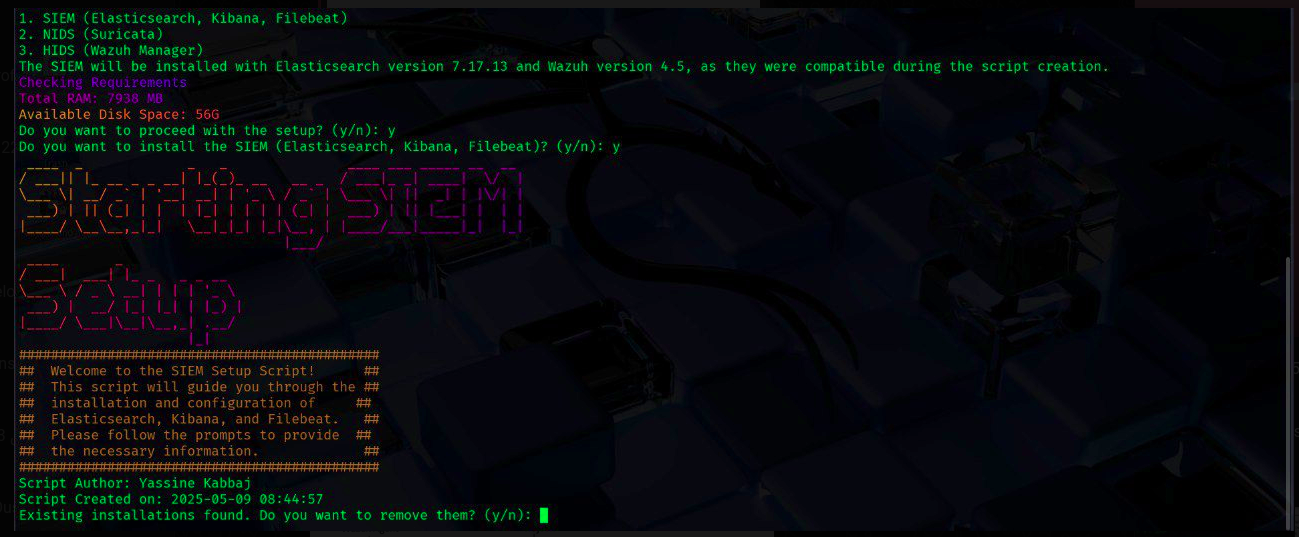 1. SIEM (Elasticsearch, Kibana, Filebeat)
2. NIDS (Suricata)
3. HIDS (Wazuh Manager)
The SIEM will be installed with Elasticsearch version 7.17.13 and Wazuh version 4.5, as they were compatible during the script creation.
Checking Requirements
Total RAM: 7938 MB
Available Disk Space: 56G
Do you want to proceed with the setup? (y/n): y
Do you want to install the SIEM (Elasticsearch, Kibana, Filebeat)? (y/n): y
Starting SIEM
Setup
#############################################
##  Welcome to the SIEM Setup Script!      ##
##  This script will guide you through the ##
##  installation and configuration of     ##
##  Elasticsearch, Kibana, and Filebeat.   ##
##  Please follow the prompts to provide  ##
##  the necessary information.             ##
#############################################
Script Author: Yassine Kabbaj
Script Created on: 2025-05-09 08:44:57
Existing installations found. Do you want to remove them? (y/n):